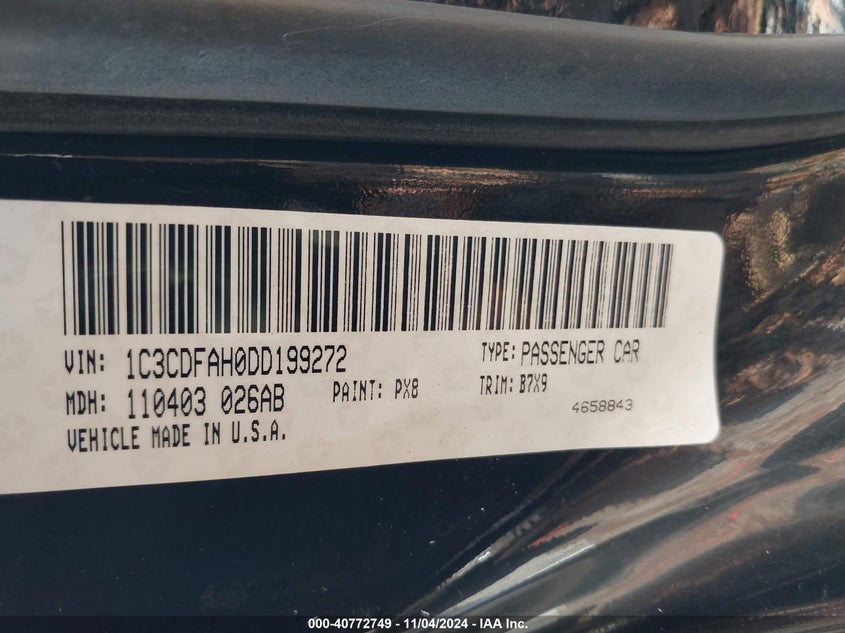 VIN: 1C3CDFAH0DD199272 TYPE: PASSENGER CAR
MDH: 110403 026AB PAINT: PX8 TRIM: B7X9
VEHICLE MADE IN U.S.A. 4658843
000-40772749 - 11/04/2024 - IAA Inc.